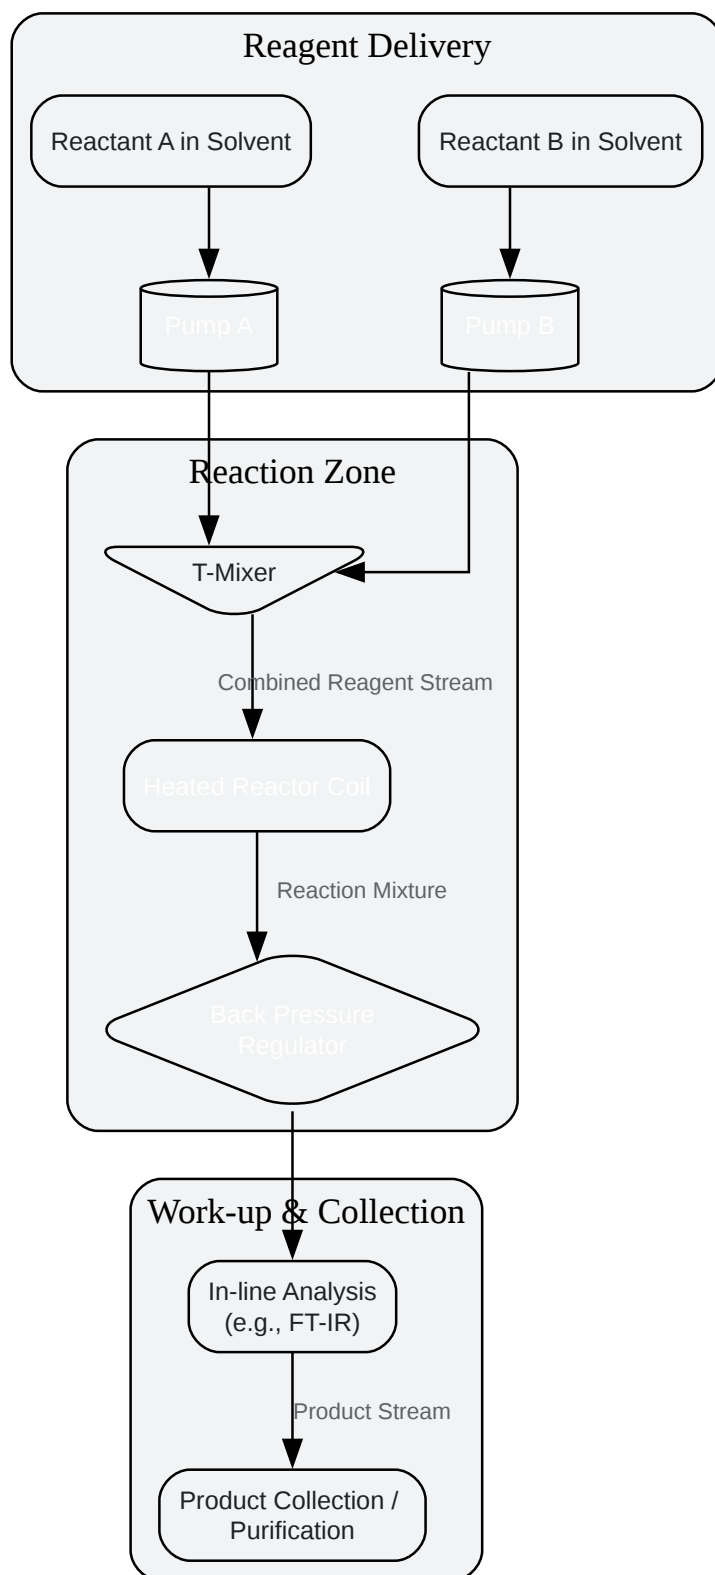 Reagent Delivery
Reactant A in Solvent
Reactant B in Solvent
Pump A
Pump B
Reaction Zone
T-Mixer
Combined Reagent Stream
Heated Reactor Coil
Reaction Mixture
Back Pressure
Regulator
Work-up & Collection
In-line Analysis
(e.g., FT-IR)
Product Stream
Product Collection /
Purification